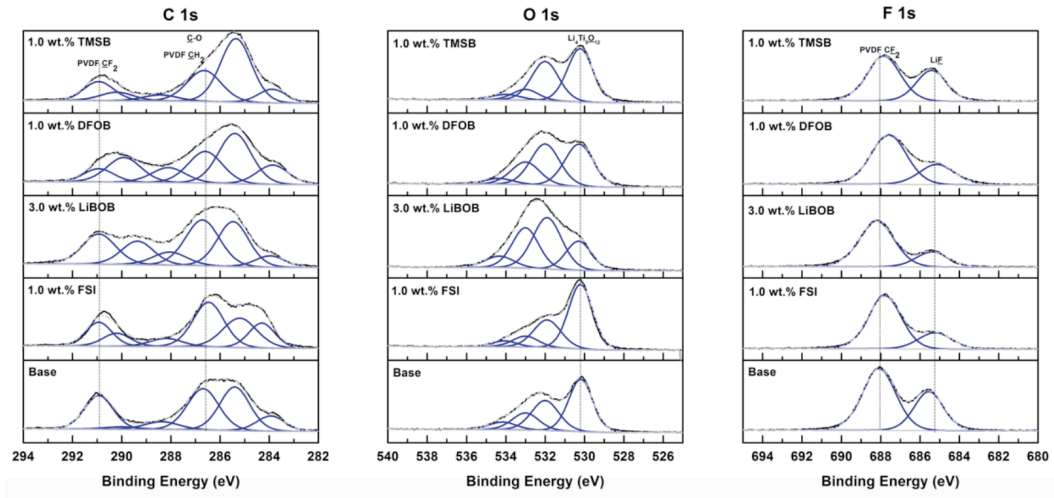 C 1s
O 1s
F 1s
1.0 wt.% TMSB
C-O
PVDF CH2
PVDF CF2
1.0 wt.% DFOB
3.0 wt.% LiBOB
1.0 wt.% FSI
Base
294 292 290 288 286 284 282
Binding Energy (eV)
1.0 wt.% TMSB
Li4Ti5O12
1.0 wt.% DFOB
3.0 wt.% LiBOB
1.0 wt.% FSI
Base
540 538 536 534 532 530 528 526
Binding Energy (eV)
1.0 wt.% TMSB
PVDF CF2
LiF
1.0 wt.% DFOB
3.0 wt.% LiBOB
1.0 wt.% FSI
Base
694 692 690 688 686 684 682 680
Binding Energy (eV)